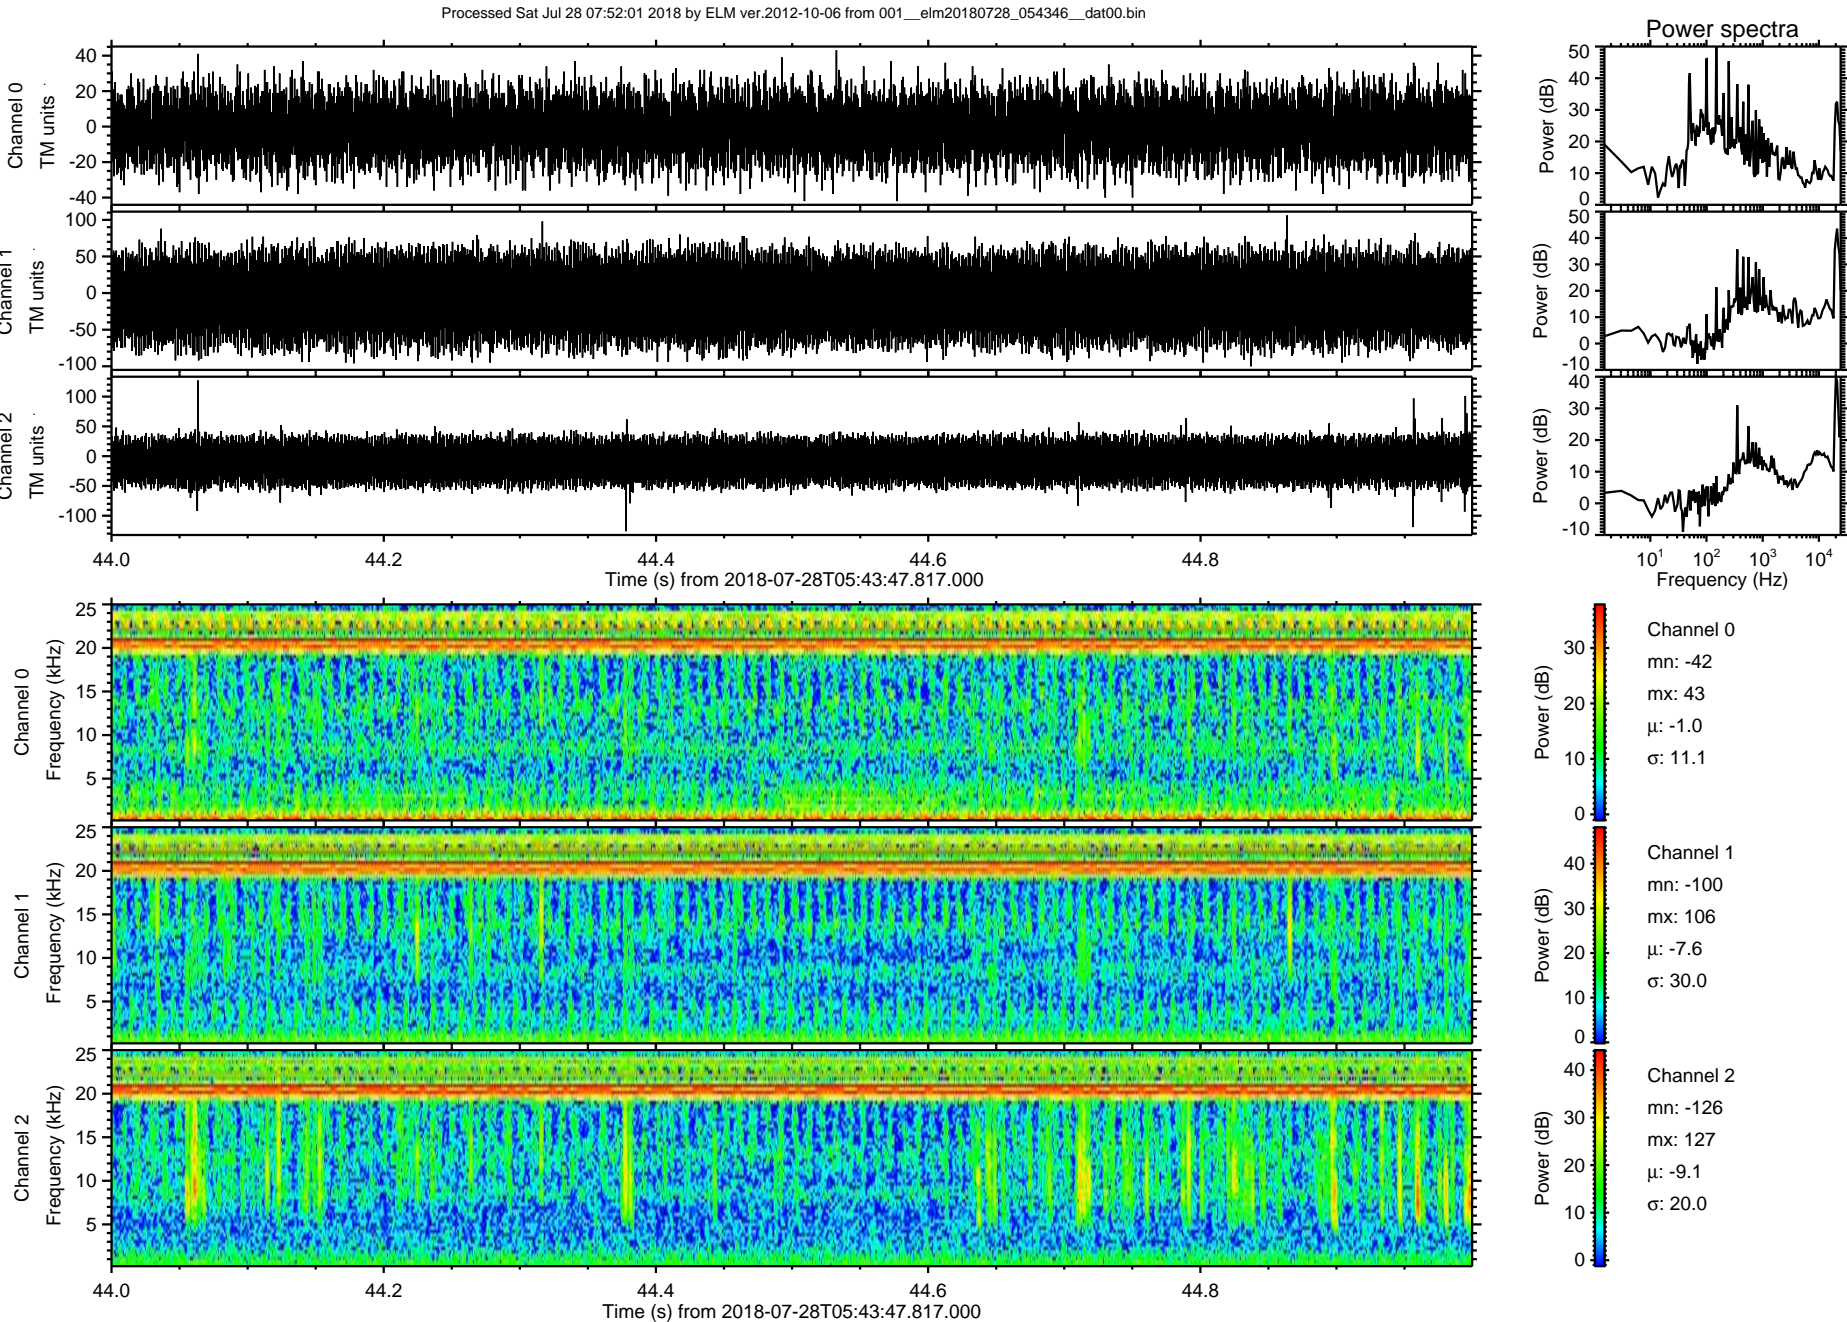 Processed Sat Jul 28 07:52:01 2018 by ELM ver.2012-10-06 from 001__elm20180728_054346__dat00.bin
Power spectra
Channel 0
TM units
40
20
0
-20
-40
Power (dB)
50
40
30
20
10
0
Channel 1
TM units
100
50
0
-50
-100
Power (dB)
50
40
30
20
10
0
-10
Channel 2
TM units
100
50
0
-50
-100
Power (dB)
40
30
20
10
0
-10
44.0 44.2 44.4 44.6 44.8
Time (s) from 2018-07-28T05:43:47.817.000
10¹ 10² 10³ 10⁴
Frequency (Hz)
Channel 0
Frequency (kHz)
25
20
15
10
5
Power (dB)
30
20
10
0
Channel 0
mn: -42
mx: 43
μ: -1.0
σ: 11.1
Channel 1
Frequency (kHz)
25
20
15
10
5
Power (dB)
40
30
20
10
0
Channel 1
mn: -100
mx: 106
μ: -7.6
σ: 30.0
Channel 2
Frequency (kHz)
25
20
15
10
5
Power (dB)
40
30
20
10
0
Channel 2
mn: -126
mx: 127
μ: -9.1
σ: 20.0
44.0 44.2 44.4 44.6 44.8
Time (s) from 2018-07-28T05:43:47.817.000